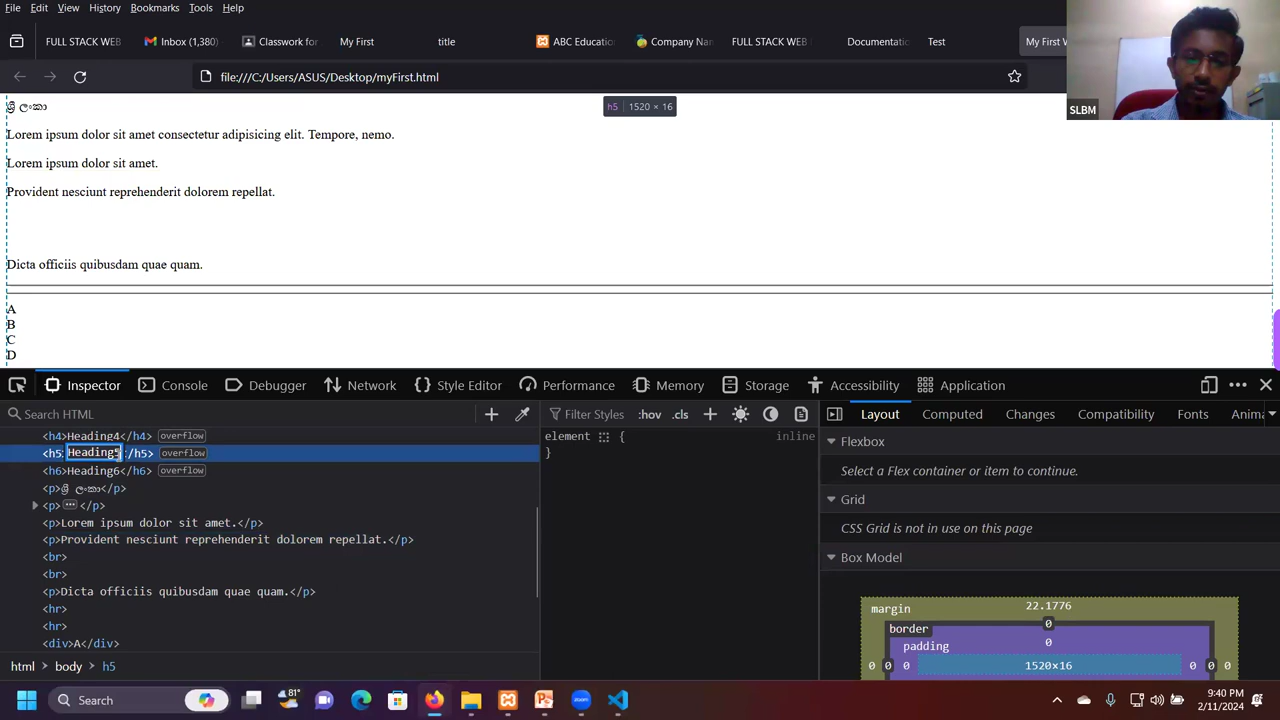 File Edit View History Bookmarks Tools Help
FULL STACK WEB Inbox (1,380) Classwork for My First title ABC Education Company Nam FULL STACK WEB Documentation Test My First W
file:///C:/Users/ASUS/Desktop/myFirst.html
SLBM
ශ්‍රී ලංකා
h5 1520 × 16
Lorem ipsum dolor sit amet consectetur adipisicing elit. Tempore, nemo.
Lorem ipsum dolor sit amet.
Provident nesciunt reprehenderit dolorem repellat.
Dicta officiis quibusdam quae quam.
A
B
C
D
Inspector Console Debugger Network Style Editor Performance Memory Storage Accessibility Application
Search HTML
Filter Styles :hov .cls
Layout Computed Changes Compatibility Fonts Anima
<h4>Heading4</h4> overflow
<h5 Heading5 </h5> overflow
<h6>Heading6</h6> overflow
<p>ශ්‍රී ලංකා</p>
<p> </p>
<p>Lorem ipsum dolor sit amet.</p>
<p>Provident nesciunt reprehenderit dolorem repellat.</p>
<br>
<br>
<p>Dicta officiis quibusdam quae quam.</p>
<hr>
<hr>
<div>A</div>
html body h5
element { inline
}
Flexbox
Select a Flex container or item to continue.
Grid
CSS Grid is not in use on this page
Box Model
margin 22.1776
border 0
padding 0
0 0 0 1520×16 0 0 0
Search
81°
9:40 PM
2/11/2024